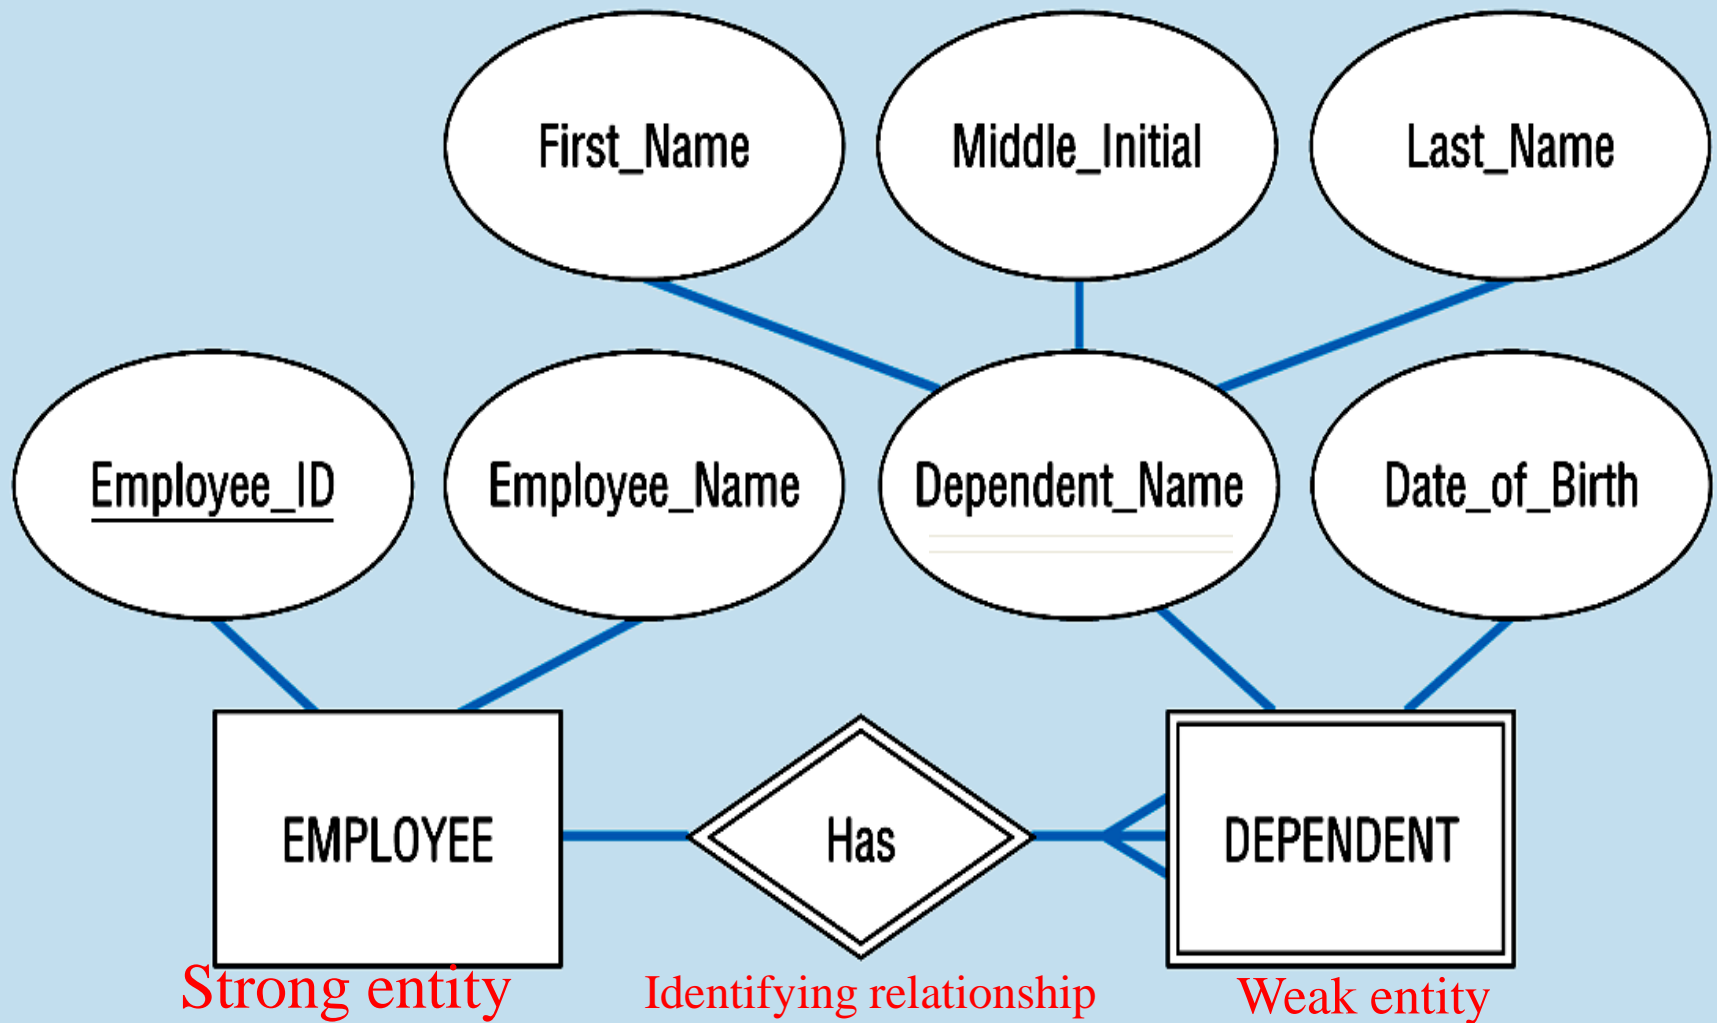 First_Name
Middle_Initial
Last_Name
Employee_ID
Employee_Name
Dependent_Name
Date_of_Birth
EMPLOYEE
Has
DEPENDENT
Strong entity
Identifying relationship
Weak entity